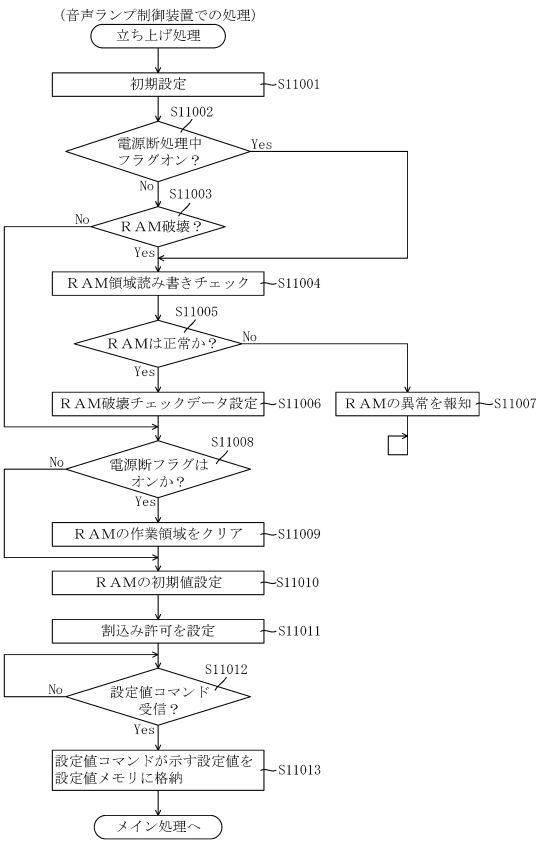 (音声ランプ制御装置での処理)
立ち上げ処理
初期設定
S11001
S11002
電源断処理中
フラグオン?
Yes
No
S11003
RAM破壊?
No
Yes
RAM領域読み書きチェック
S11004
S11005
RAMは正常か?
No
Yes
RAM破壊チェックデータ設定
S11006
RAMの異常を報知
S11007
S11008
電源断フラグは
オンか?
No
Yes
RAMの作業領域をクリア
S11009
RAMの初期値設定
S11010
割込み許可を設定
S11011
S11012
設定値コマンド
受信?
No
Yes
設定値コマンドが示す設定値を
設定値メモリに格納
S11013
メイン処理へ